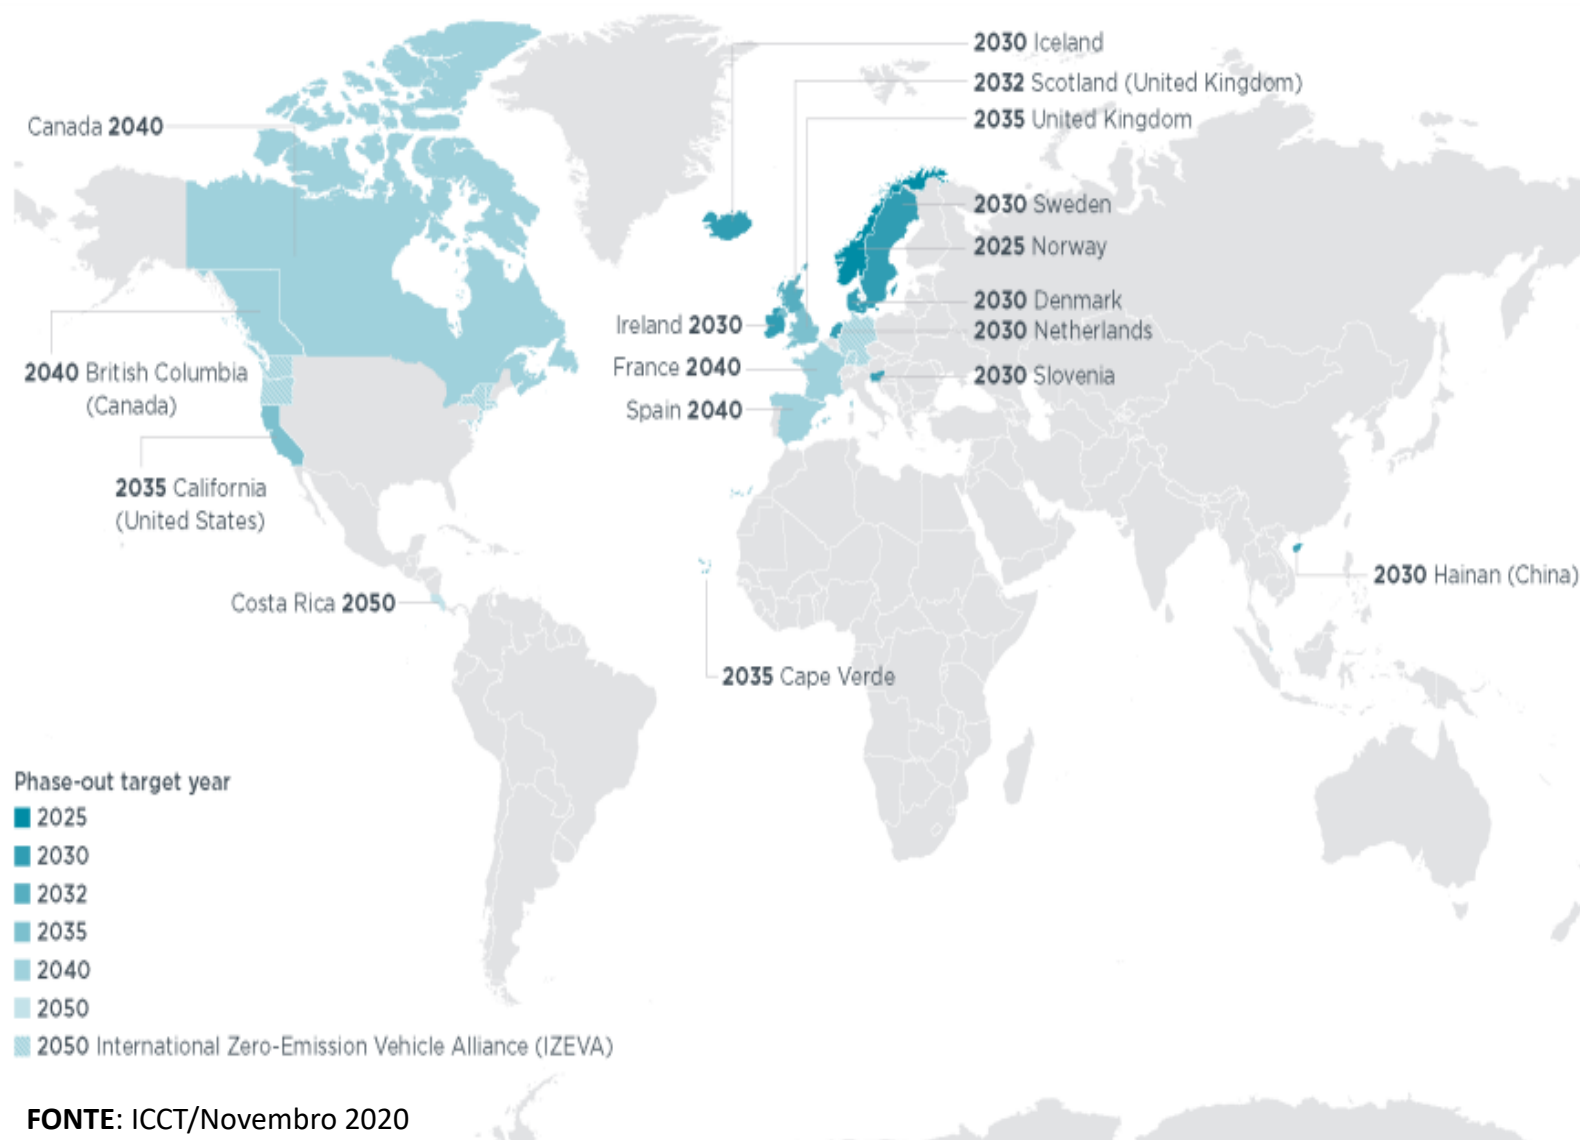 2030 Iceland
2032 Scotland (United Kingdom)
2035 United Kingdom
Canada 2040
2030 Sweden
2025 Norway
2030 Denmark
2030 Netherlands
2030 Slovenia
Ireland 2030
France 2040
Spain 2040
2040 British Columbia
(Canada)
2035 California
(United States)
Costa Rica 2050
2035 Cape Verde
2030 Hainan (China)
Phase-out target year
2025
2030
2032
2035
2040
2050
2050 International Zero-Emission Vehicle Alliance (IZEVA)
FONTE: ICCT/Novembro 2020